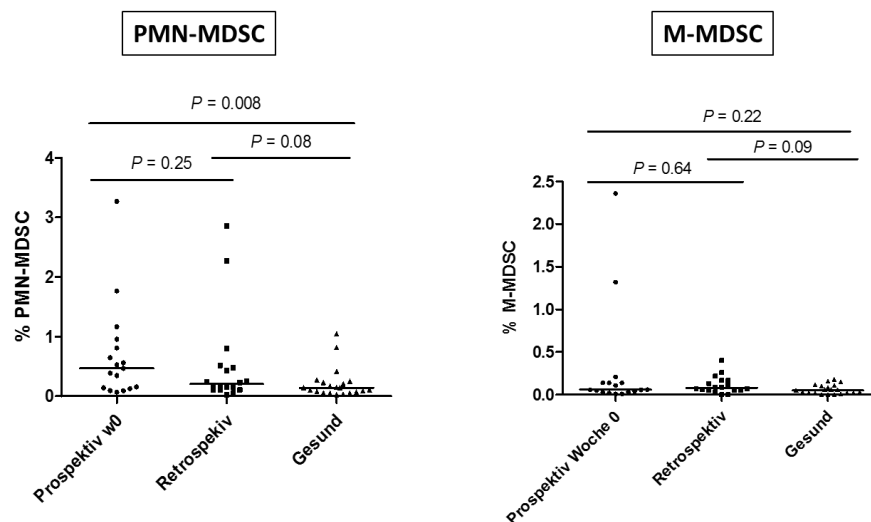 PMN-MDSC
P = 0.008
P = 0.25
P = 0.08
% PMN-MDSC
4
3
2
1
0
Prospektiv w0
Retrospekiv
Gesund
M-MDSC
P = 0.22
P = 0.64
P = 0.09
% M-MDSC
2.5
2.0
1.5
1.0
0.5
0.0
Prospektiv Woche 0
Retrospektiv
Gesund